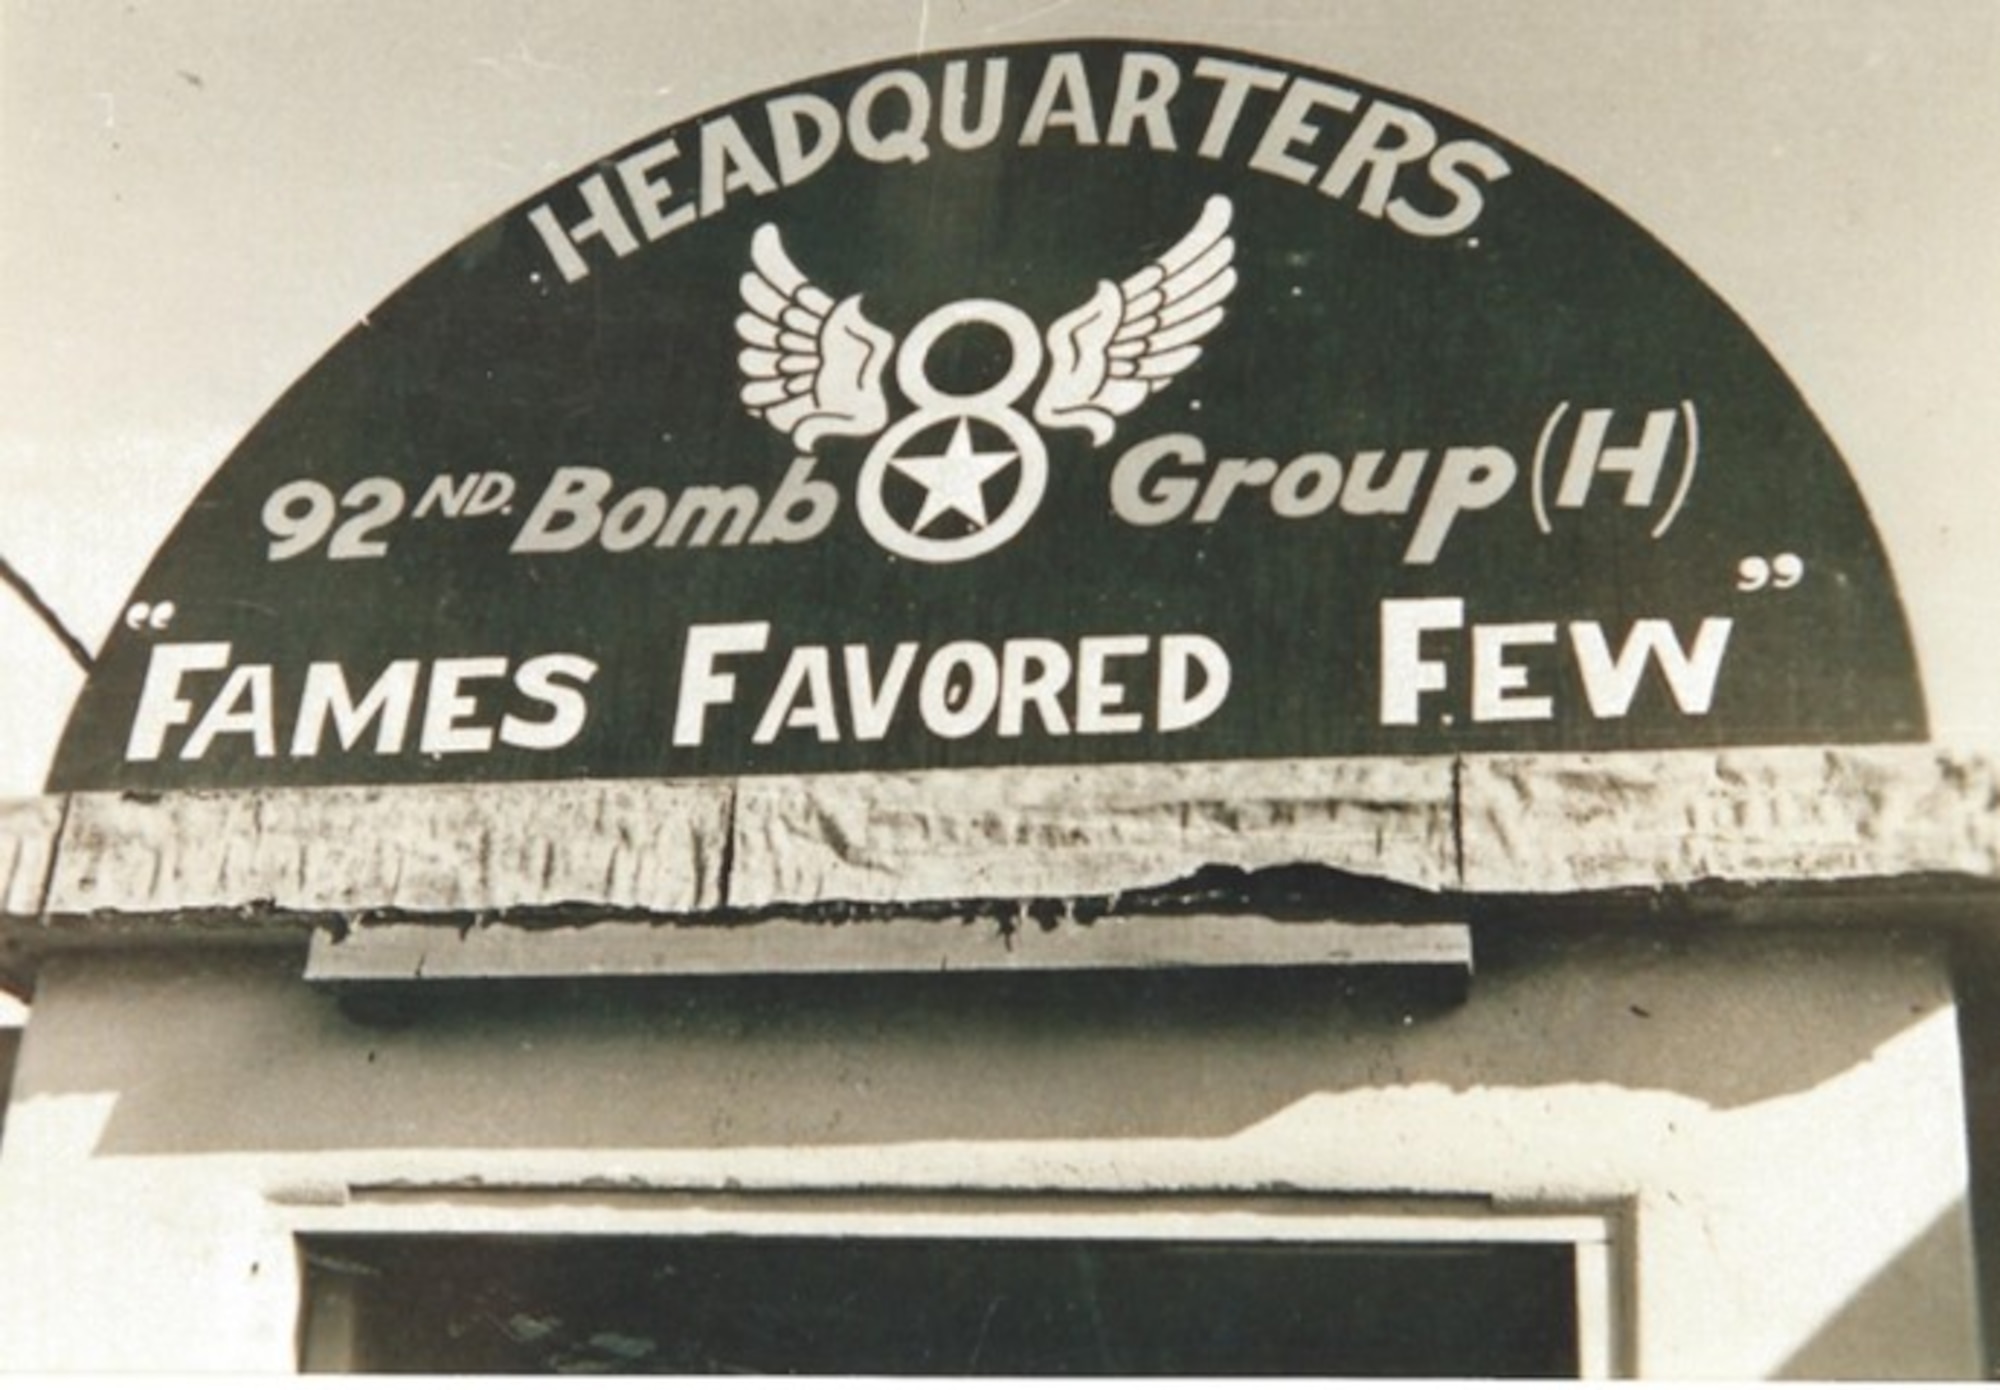 HEADQUARTERS
92ND. Bomb 8 Group (H)
“FAMES FAVORED FEW”